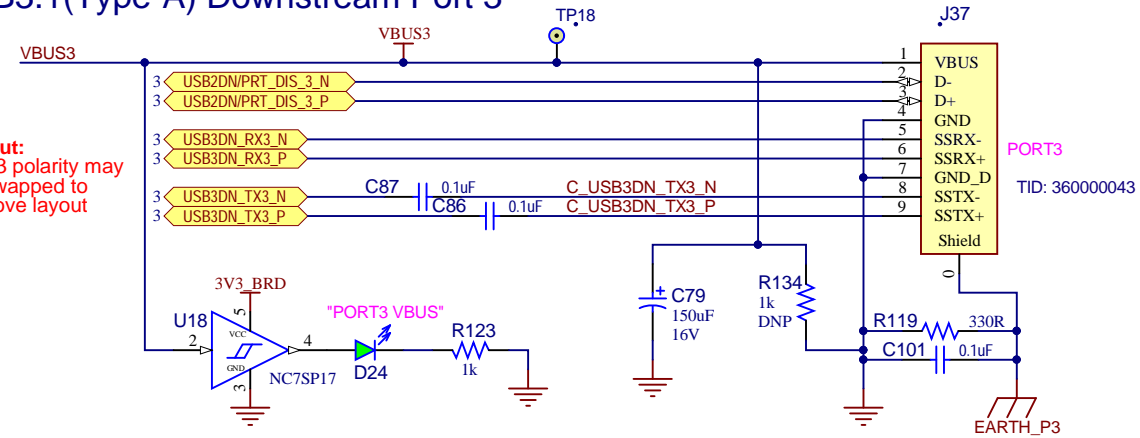 B3.1(Type A) Downstream Port 3
TP18
J37
VBUS3
VBUS3
1 VBUS
3 USB2DN/PRT_DIS_3_N
2 D-
3 USB2DN/PRT_DIS_3_P
3 D+
4 GND
ut:
3 polarity may
wapped to
ove layout
3 USB3DN_RX3_N
5 SSRX-
3 USB3DN_RX3_P
6 SSRX+
PORT3
7 GND_D
TID: 360000043
3 USB3DN_TX3_N
C87 0.1uF
C_USB3DN_TX3_N
8 SSTX-
3 USB3DN_TX3_P
C86 0.1uF
C_USB3DN_TX3_P
9 SSTX+
Shield
0
3V3_BRD
U18
5
VCC
2
4
GND
3
NC7SP17
"PORT3 VBUS"
D24
R123
1k
+
C79
150uF
16V
R134
1k
DNP
R119 330R
C101 0.1uF
EARTH_P3